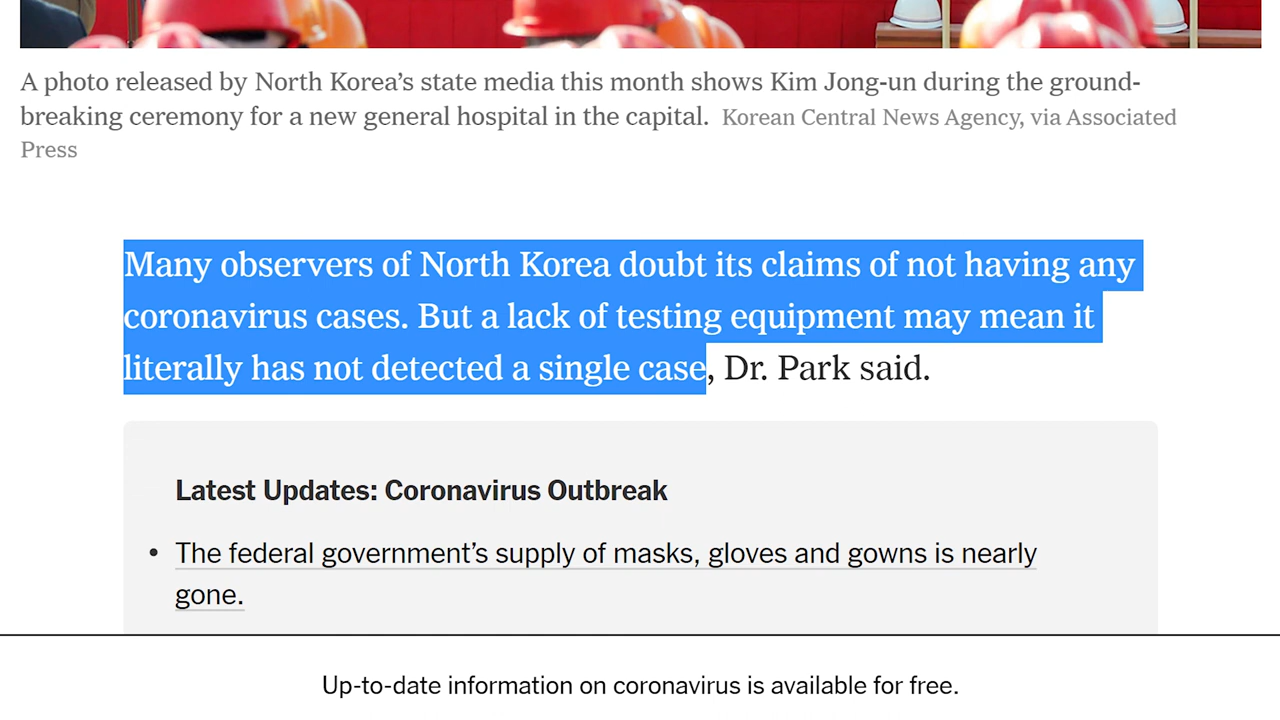 A photo released by North Korea’s state media this month shows Kim Jong-un during the ground-
breaking ceremony for a new general hospital in the capital. Korean Central News Agency, via Associated
Press
Many observers of North Korea doubt its claims of not having any
coronavirus cases. But a lack of testing equipment may mean it
literally has not detected a single case, Dr. Park said.
Latest Updates: Coronavirus Outbreak
• The federal government’s supply of masks, gloves and gowns is nearly
gone.
Up-to-date information on coronavirus is available for free.